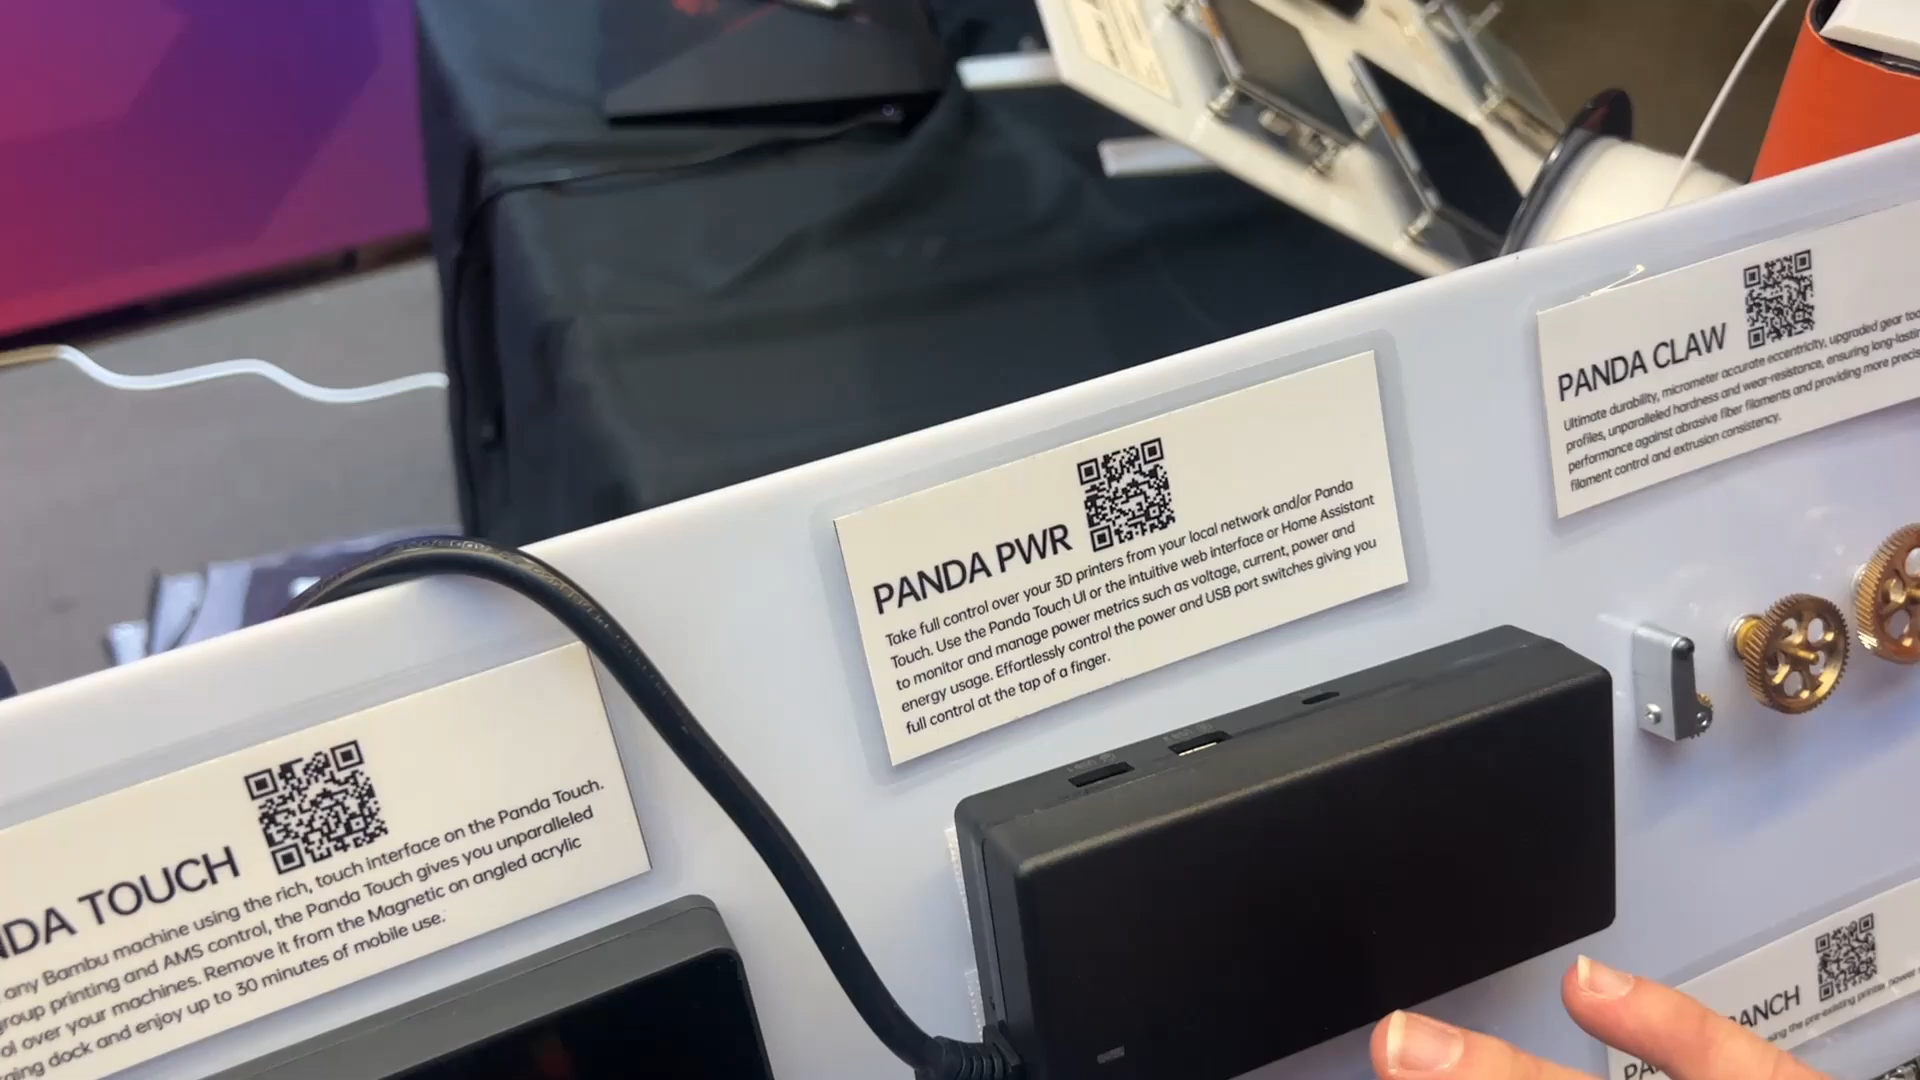 PANDA PWR
Take full control over your 3D printers from your local network and/or Panda
Touch. Use the Panda Touch UI or the intuitive web interface or Home Assistant
to monitor and manage power metrics such as voltage, current, power and
energy usage. Effortlessly control the power and USB port switches giving you
full control at the tap of a finger.
PANDA CLAW
Ultimate durability, micrometer accurate eccentricity, upgraded gear
profiles, unparalleled hardness and wear-resistance, ensuring
performance against abrasive fiber filaments and providing more
filament control and extrusion consistency.
NDA TOUCH
any Bambu machine using the rich, touch interface on the Panda Touch.
group printing and AMS control, the Panda Touch gives you unparalleled
ol over your machines. Remove it from the Magnetic on angled acrylic
ging dock and enjoy up to 30 minutes of mobile use.
USB 1
the pre-existing printer